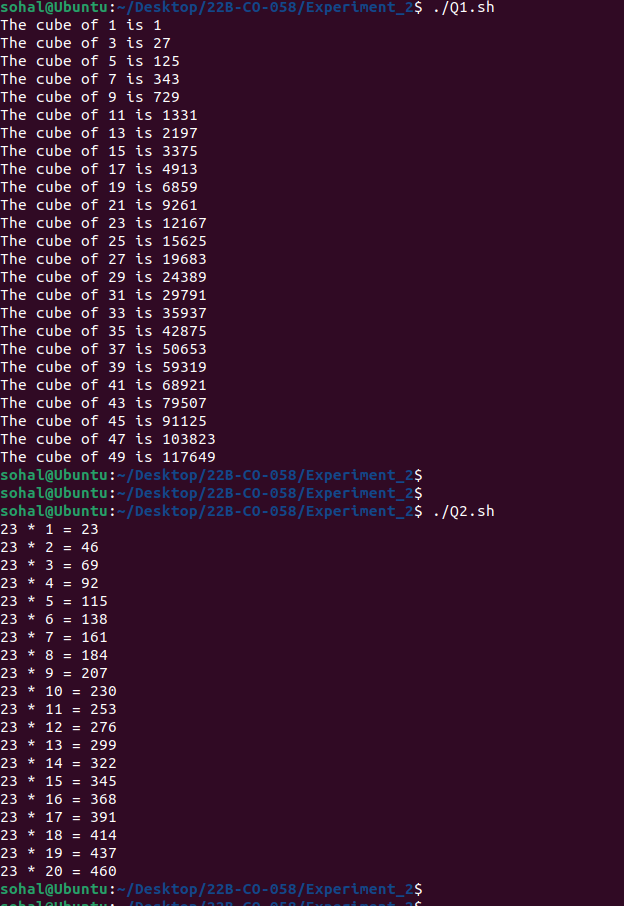 sohal@Ubuntu:~/Desktop/22B-CO-058/Experiment_2$ ./Q1.sh
The cube of 1 is 1
The cube of 3 is 27
The cube of 5 is 125
The cube of 7 is 343
The cube of 9 is 729
The cube of 11 is 1331
The cube of 13 is 2197
The cube of 15 is 3375
The cube of 17 is 4913
The cube of 19 is 6859
The cube of 21 is 9261
The cube of 23 is 12167
The cube of 25 is 15625
The cube of 27 is 19683
The cube of 29 is 24389
The cube of 31 is 29791
The cube of 33 is 35937
The cube of 35 is 42875
The cube of 37 is 50653
The cube of 39 is 59319
The cube of 41 is 68921
The cube of 43 is 79507
The cube of 45 is 91125
The cube of 47 is 103823
The cube of 49 is 117649
sohal@Ubuntu:~/Desktop/22B-CO-058/Experiment_2$
sohal@Ubuntu:~/Desktop/22B-CO-058/Experiment_2$
sohal@Ubuntu:~/Desktop/22B-CO-058/Experiment_2$ ./Q2.sh
23 * 1 = 23
23 * 2 = 46
23 * 3 = 69
23 * 4 = 92
23 * 5 = 115
23 * 6 = 138
23 * 7 = 161
23 * 8 = 184
23 * 9 = 207
23 * 10 = 230
23 * 11 = 253
23 * 12 = 276
23 * 13 = 299
23 * 14 = 322
23 * 15 = 345
23 * 16 = 368
23 * 17 = 391
23 * 18 = 414
23 * 19 = 437
23 * 20 = 460
sohal@Ubuntu:~/Desktop/22B-CO-058/Experiment_2$